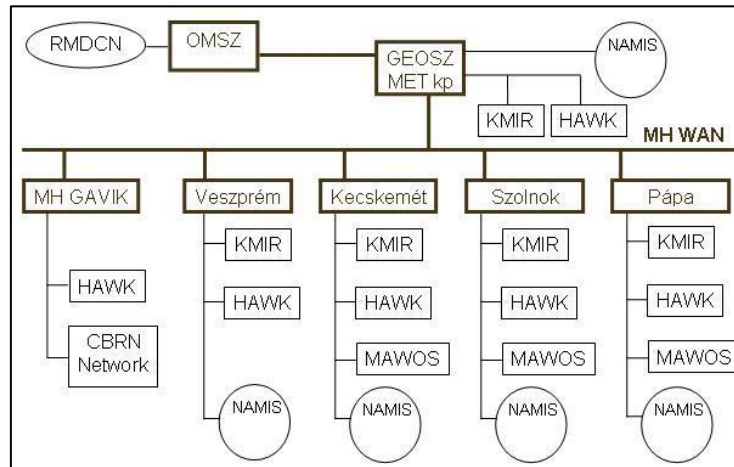 RMDCN
OMSZ
GEOSZ
MET kp
NAMIS
KMIR
HAWK
MH WAN
MH GAVIK
Veszprém
Kecskemét
Szolnok
Pápa
HAWK
CBRN
Network
KMIR
HAWK
NAMIS
KMIR
HAWK
MAWOS
NAMIS
KMIR
HAWK
MAWOS
NAMIS
KMIR
HAWK
MAWOS
NAMIS